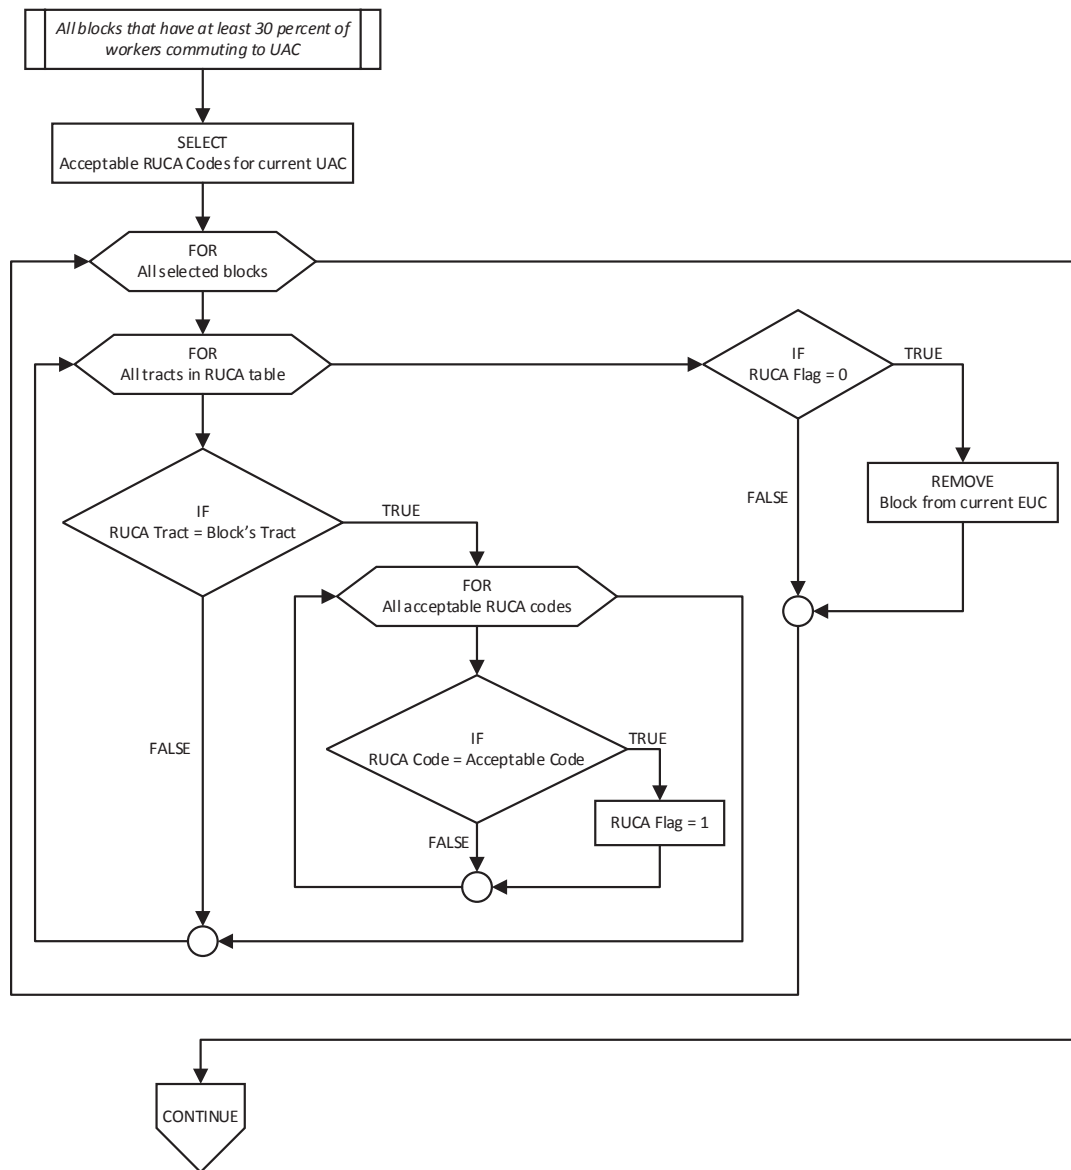 All blocks that have at least 30 percent of
workers commuting to UAC
SELECT
Acceptable RUCA Codes for current UAC
FOR
All selected blocks
FOR
All tracts in RUCA table
IF
RUCA Flag = 0
TRUE
REMOVE
Block from current EUC
FALSE
IF
RUCA Tract = Block’s Tract
TRUE
FOR
All acceptable RUCA codes
FALSE
IF
RUCA Code = Acceptable Code
TRUE
RUCA Flag = 1
FALSE
CONTINUE